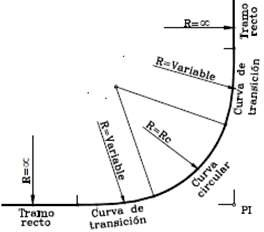 R=∞
Tramo
recto
R=Variable
Curva de
transición
R=Rc
Curva
circular
R=Variable
R=∞
Tramo
recto
Curva de
transición
PI